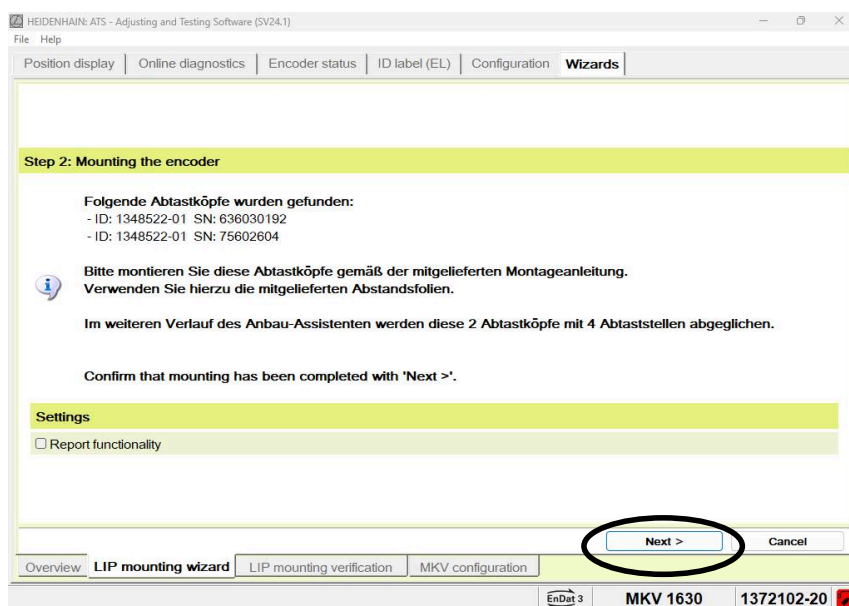 HEIDENHAIN: ATS - Adjusting and Testing Software (SV24.1)
File Help
Position display Online diagnostics Encoder status ID label (EL) Configuration Wizards
Step 2: Mounting the encoder
Folgende Abtastköpfe wurden gefunden:
- ID: 1348522-01 SN: 636030192
- ID: 1348522-01 SN: 75602604
Bitte montieren Sie diese Abtastköpfe gemäß der mitgelieferten Montageanleitung.
Verwenden Sie hierzu die mitgelieferten Abstandsfolien.
Im weiteren Verlauf des Anbau-Assistenten werden diese 2 Abtastköpfe mit 4 Abtaststellen abgeglichen.
Confirm that mounting has been completed with 'Next >'.
Settings
Report functionality
Next > Cancel
Overview LIP mounting wizard LIP mounting verification MKV configuration
EnDat 3 MKV 1630 1372102-20